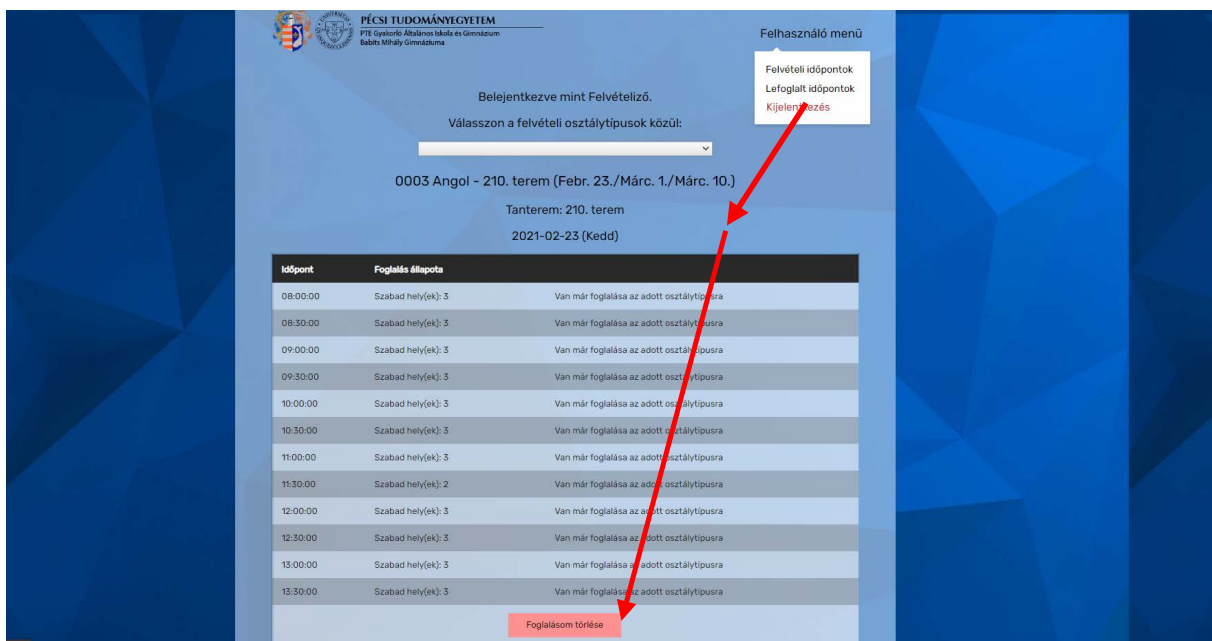 PÉCSI TUDOMÁNYEGYETEM
PTE Gyakorló Általános Iskola és Gimnázium
Babits Mihály Gimnáziuma
Felhasználó menü
Felvételi időpontok
Lefoglalt időpontok
Kijelentkezés
Belejentkezve mint Felvételiző.
Válasszon a felvételi osztálytípusok közül:
0003 Angol - 210. terem (Febr. 23./Márc. 1./Márc. 10.)
Tanterem: 210. terem
2021-02-23 (Kedd)
Időpont Foglalás állapota
08:00:00 Szabad hely(ek): 3 Van már foglalása az adott osztálytípusra
08:30:00 Szabad hely(ek): 3 Van már foglalása az adott osztálytípusra
09:00:00 Szabad hely(ek): 3 Van már foglalása az adott osztálytípusra
09:30:00 Szabad hely(ek): 3 Van már foglalása az adott osztálytípusra
10:00:00 Szabad hely(ek): 3 Van már foglalása az adott osztálytípusra
10:30:00 Szabad hely(ek): 3 Van már foglalása az adott osztálytípusra
11:00:00 Szabad hely(ek): 3 Van már foglalása az adott osztálytípusra
11:30:00 Szabad hely(ek): 2 Van már foglalása az adott osztálytípusra
12:00:00 Szabad hely(ek): 3 Van már foglalása az adott osztálytípusra
12:30:00 Szabad hely(ek): 3 Van már foglalása az adott osztálytípusra
13:00:00 Szabad hely(ek): 3 Van már foglalása az adott osztálytípusra
13:30:00 Szabad hely(ek): 3 Van már foglalása az adott osztálytípusra
Foglalásom törlése